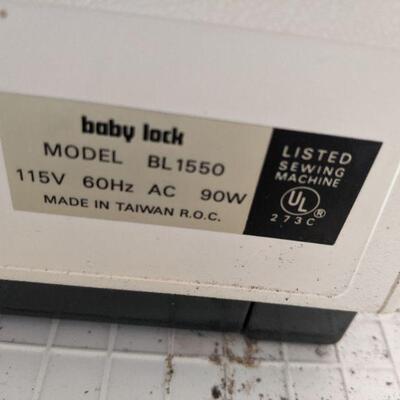 baby lock
MODEL BL1550
115V 60Hz AC 90W
MADE IN TAIWAN R.O.C.
LISTED
SEWING
MACHINE
UL®
273C